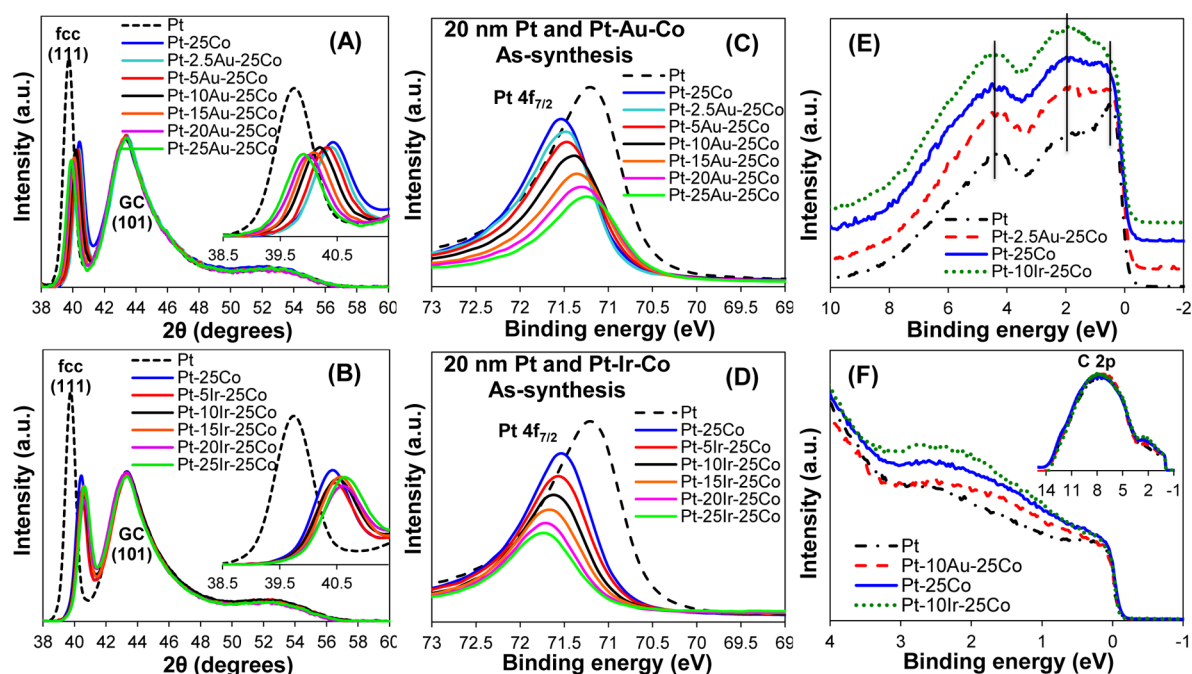 (A)
fcc
(111)
GC
(101)
Pt
Pt-25Co
Pt-2.5Au-25Co
Pt-5Au-25Co
Pt-10Au-25Co
Pt-15Au-25Co
Pt-20Au-25Co
Pt-25Au-25Co
38.5 39.5 40.5
Intensity (a.u.)
38 40 42 44 46 48 50 52 54 56 58 60
2θ (degrees)
20 nm Pt and Pt-Au-Co
As-synthesis
(C)
Pt 4f7/2
Pt
Pt-25Co
Pt-2.5Au-25Co
Pt-5Au-25Co
Pt-10Au-25Co
Pt-15Au-25Co
Pt-20Au-25Co
Pt-25Au-25Co
Intensity (a.u.)
73 72.5 72 71.5 71 70.5 70 69.5 69
Binding energy (eV)
(E)
Pt
Pt-2.5Au-25Co
Pt-25Co
Pt-10Ir-25Co
Intensity (a.u.)
10 8 6 4 2 0 -2
Binding energy (eV)
(B)
fcc
(111)
GC
(101)
Pt
Pt-25Co
Pt-5Ir-25Co
Pt-10Ir-25Co
Pt-15Ir-25Co
Pt-20Ir-25Co
Pt-25Ir-25Co
38.5 39.5 40.5
Intensity (a.u.)
38 40 42 44 46 48 50 52 54 56 58 60
2θ (degrees)
20 nm Pt and Pt-Ir-Co
As-synthesis
(D)
Pt 4f7/2
Pt
Pt-25Co
Pt-5Ir-25Co
Pt-10Ir-25Co
Pt-15Ir-25Co
Pt-20Ir-25Co
Pt-25Ir-25Co
Intensity (a.u.)
73 72.5 72 71.5 71 70.5 70 69.5 69
Binding energy (eV)
(F)
C 2p
14 11 8 5 2 -1
Pt
Pt-10Au-25Co
Pt-25Co
Pt-10Ir-25Co
Intensity (a.u.)
4 3 2 1 0 -1
Binding energy (eV)